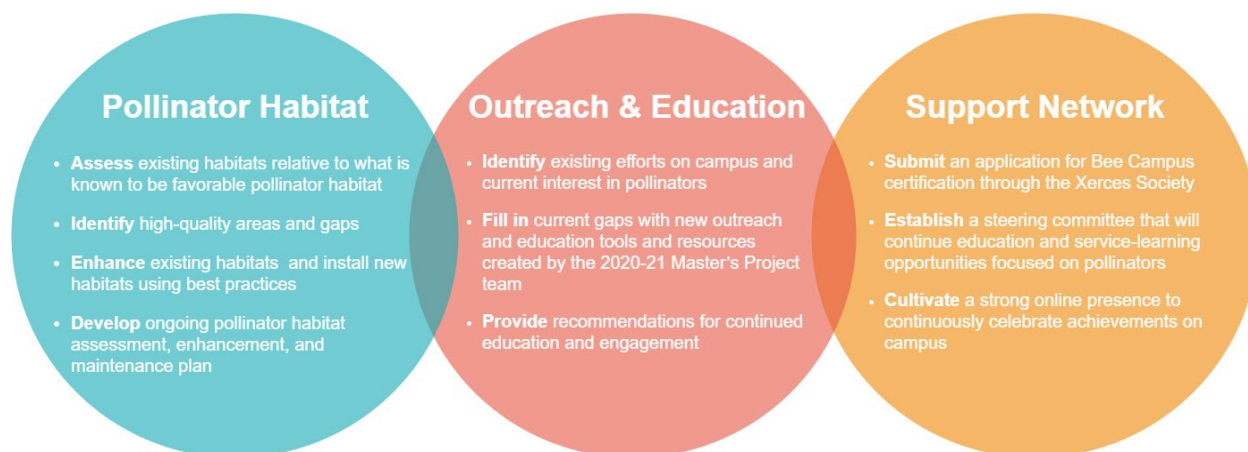 Pollinator Habitat
• Assess existing habitats relative to what is
known to be favorable pollinator habitat
• Identify high-quality areas and gaps
• Enhance existing habitats and install new
habitats using best practices
• Develop ongoing pollinator habitat
assessment, enhancement, and
maintenance plan
Outreach & Education
• Identify existing efforts on campus and
current interest in pollinators
• Fill in current gaps with new outreach
and education tools and resources
created by the 2020-21 Master's Project
team
• Provide recommendations for continued
education and engagement
Support Network
• Submit an application for Bee Campus
certification through the Xerces Society
• Establish a steering committee that will
continue education and service-learning
opportunities focused on pollinators
• Cultivate a strong online presence to
continuously celebrate achievements on
campus